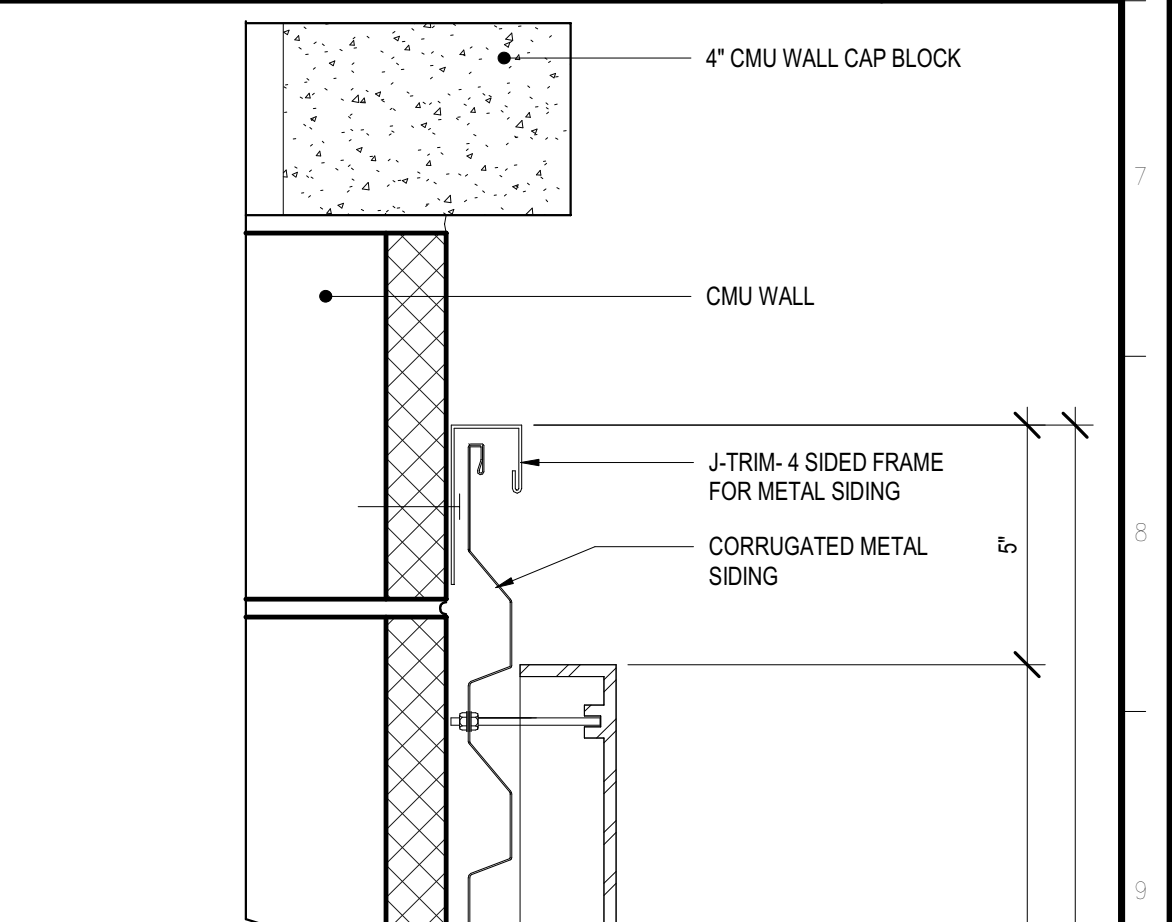 4" CMU WALL CAP BLOCK
7
CMU WALL
J-TRIM- 4 SIDED FRAME
FOR METAL SIDING
8
5"
CORRUGATED METAL
SIDING
9